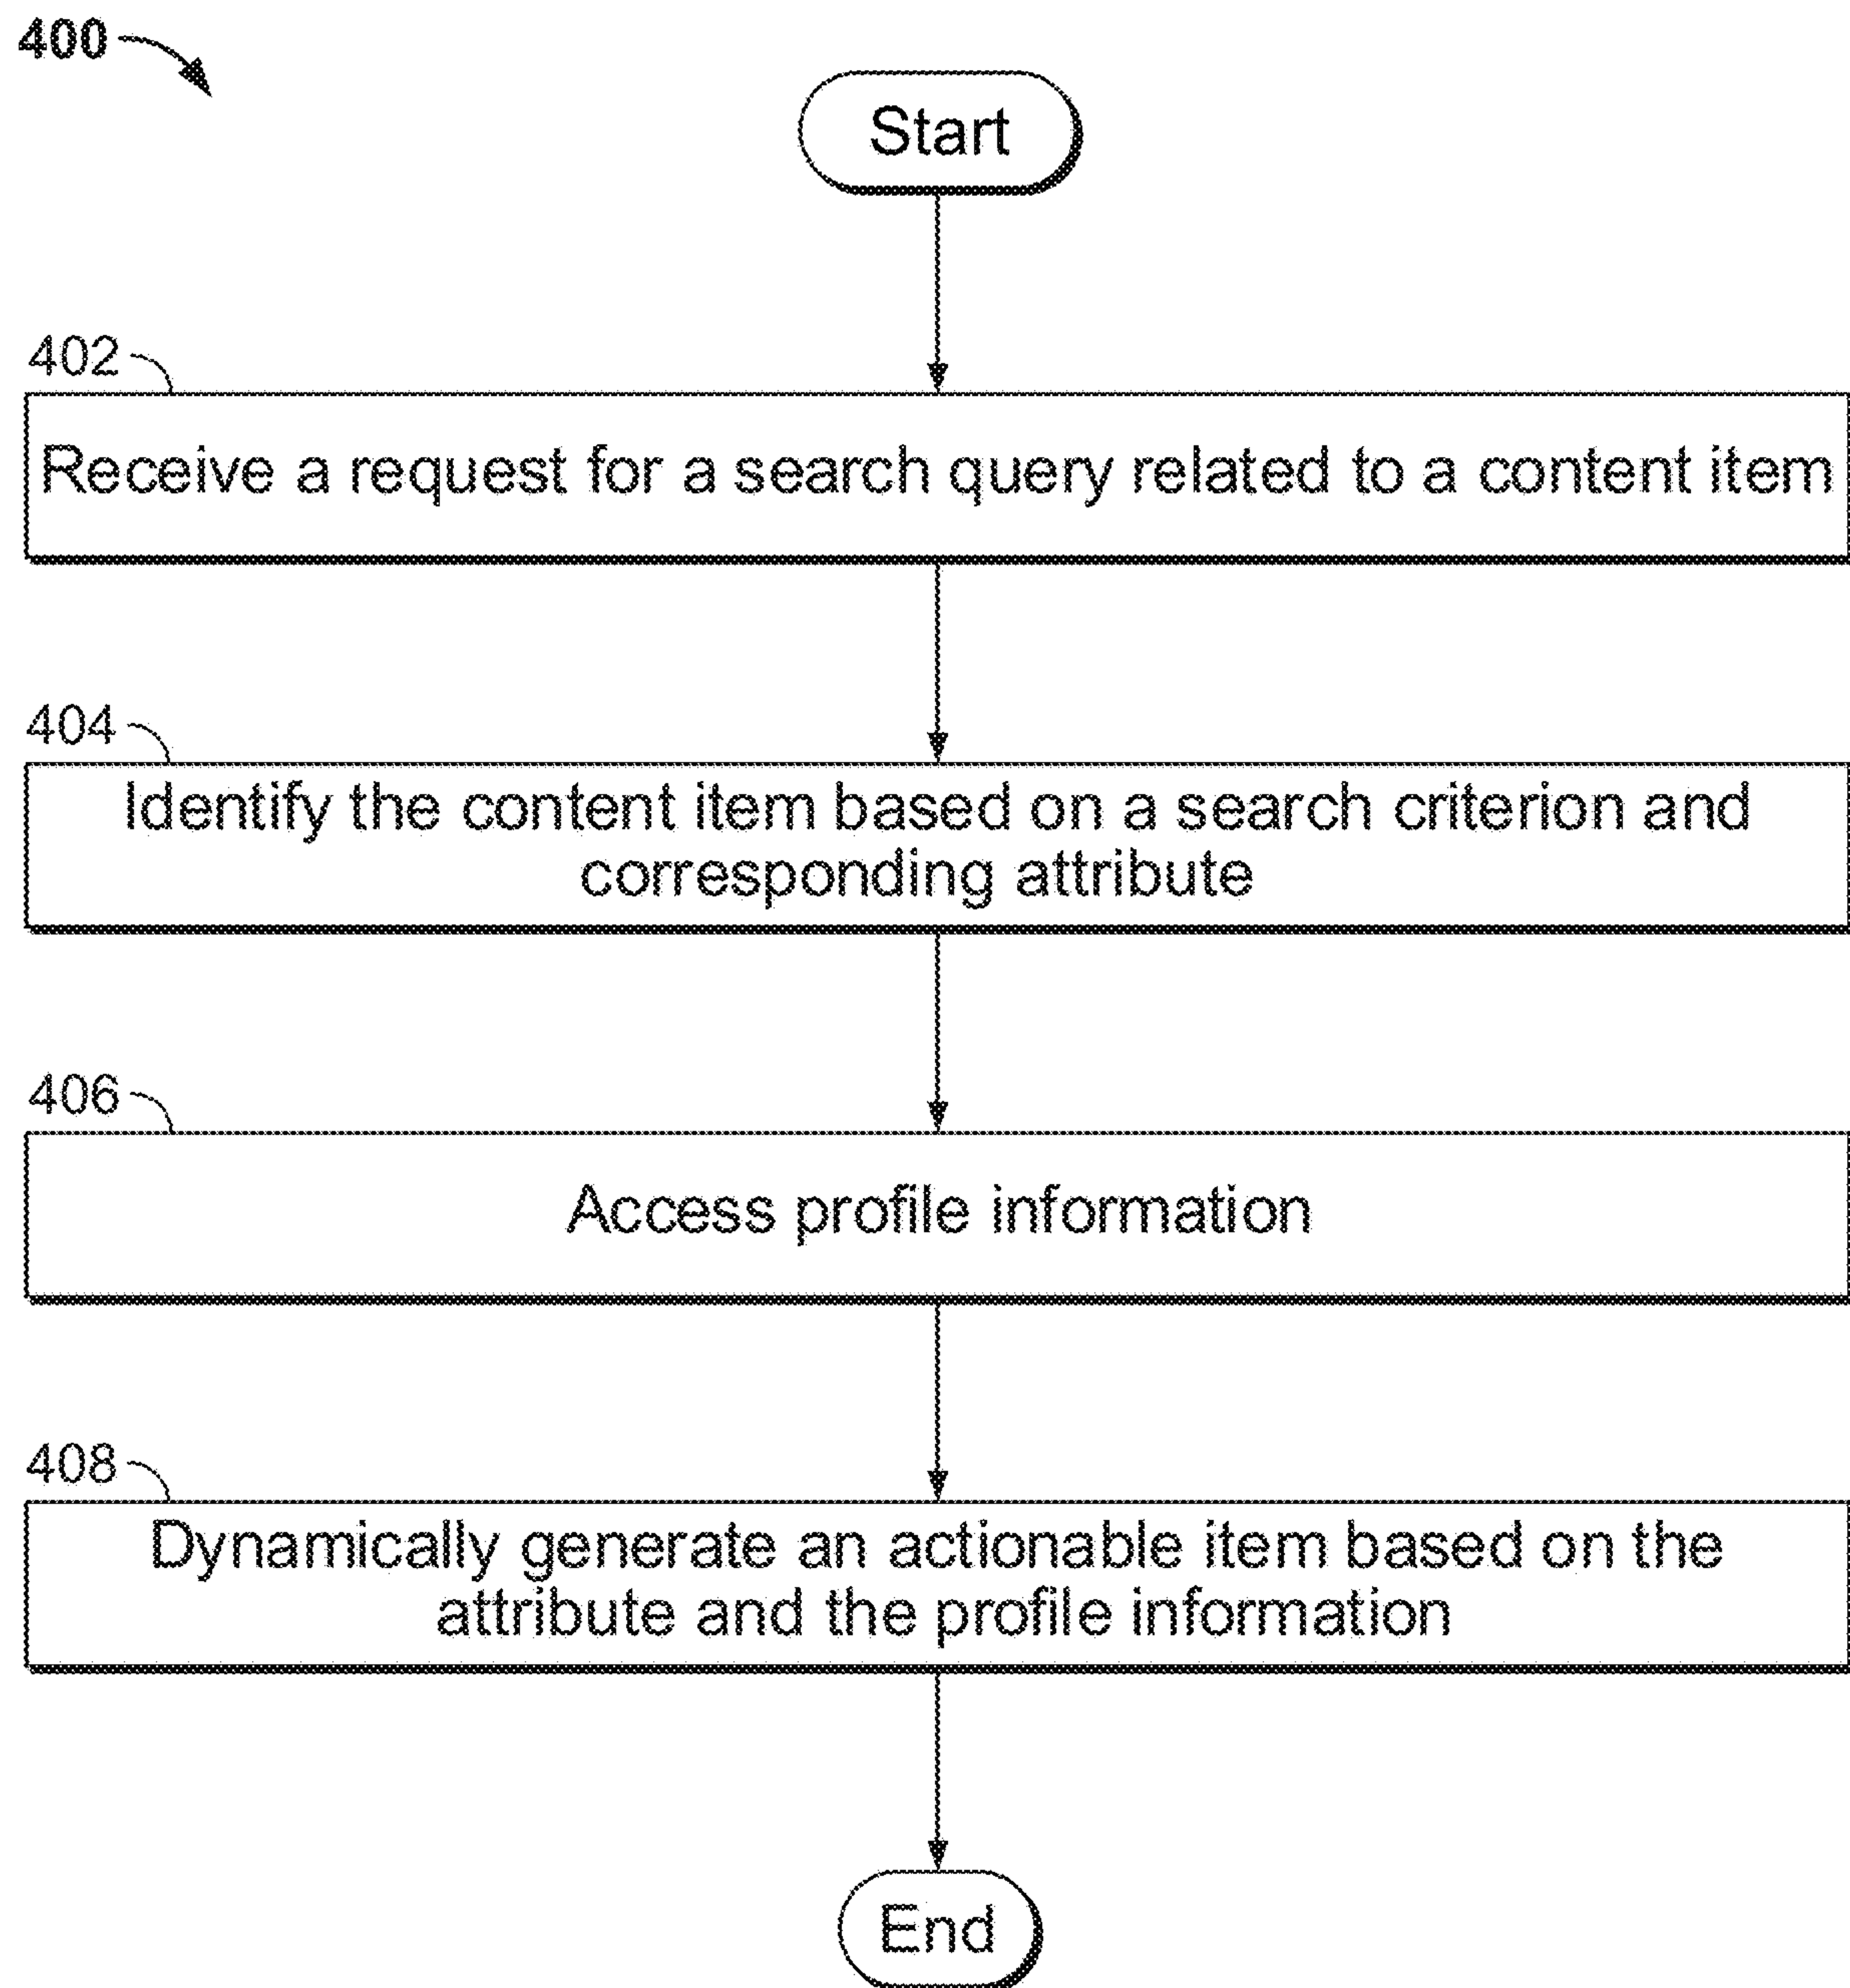 400
Start
402
Receive a request for a search query related to a content item
404
Identify the content item based on a search criterion and
corresponding attribute
406
Access profile information
408
Dynamically generate an actionable item based on the
attribute and the profile information
End